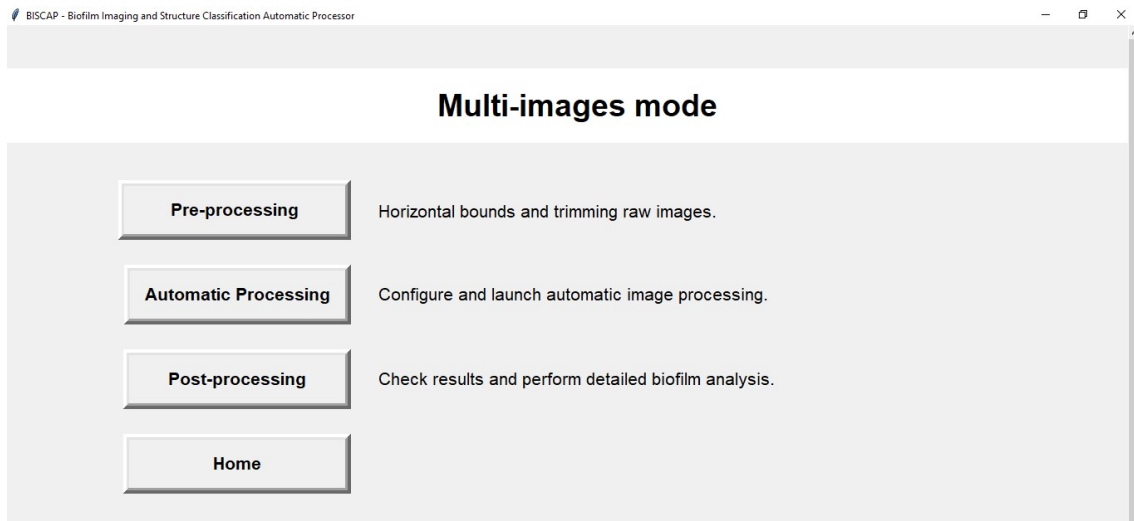 BISCAP - Biofilm Imaging and Structure Classification Automatic Processor
Multi-images mode
Pre-processing
Horizontal bounds and trimming raw images.
Automatic Processing
Configure and launch automatic image processing.
Post-processing
Check results and perform detailed biofilm analysis.
Home